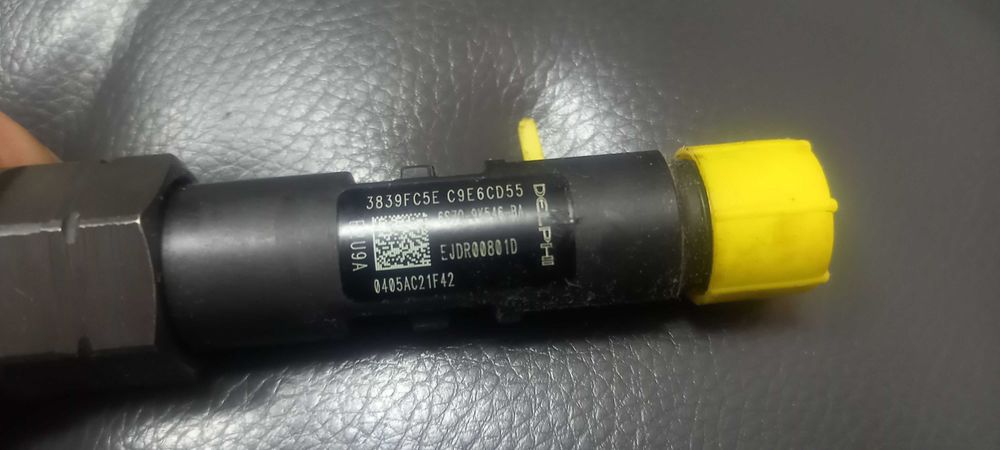 3839FC5E C9E6CD55
EJDR00801D
0405AC21F42
DELPHI